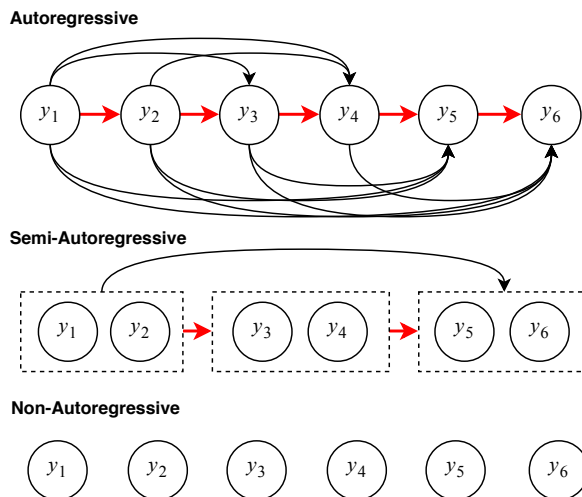 Autoregressive
y1 y2 y3 y4 y5 y6
Semi-Autoregressive
y1 y2 y3 y4 y5 y6
Non-Autoregressive
y1 y2 y3 y4 y5 y6